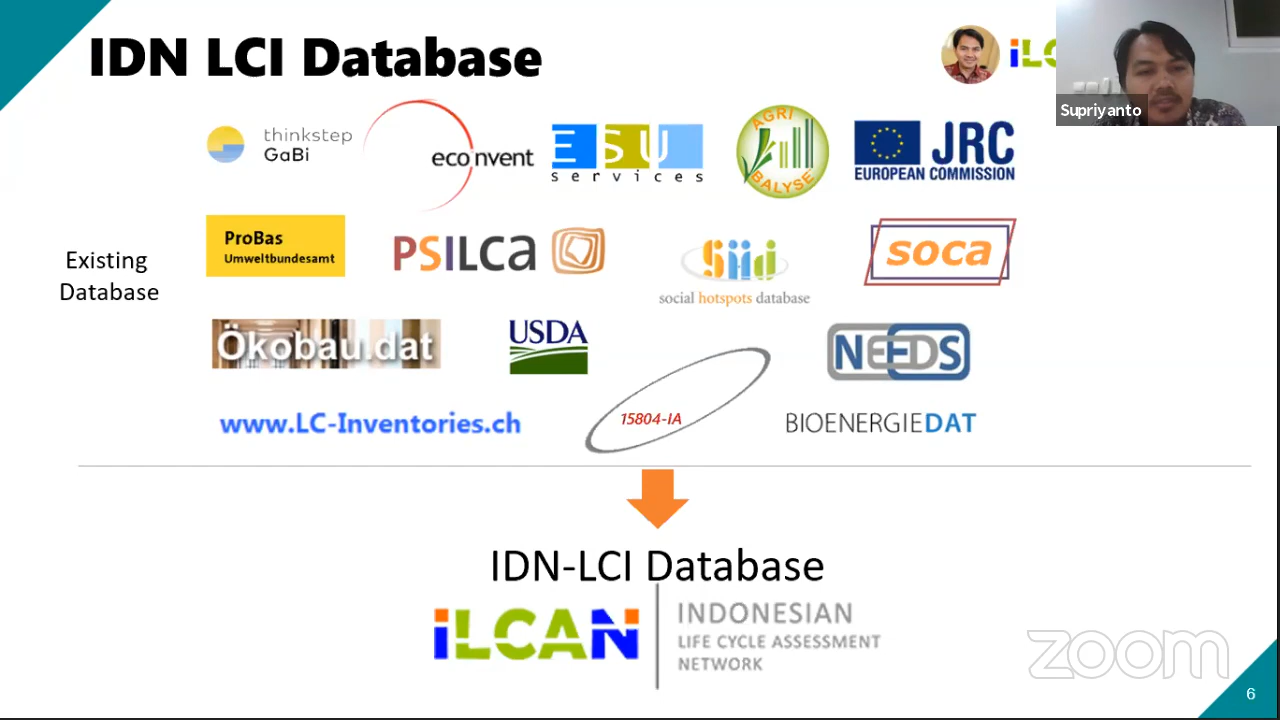 IDN LCI Database
iLC
Supriyanto
thinkstep
GaBi
ecoinvent
ESU
services
AGRI
BALYSE
JRC
EUROPEAN COMMISSION
Existing
Database
ProBas
Umweltbundesamt
PSILCA
social hotspots database
soca
Ökobau.dat
USDA
NEEDS
www.LC-Inventories.ch
15804-IA
BIOENERGIEDAT
IDN-LCI Database
iLCAN
INDONESIAN
LIFE CYCLE ASSESSMENT
NETWORK
zoom
6